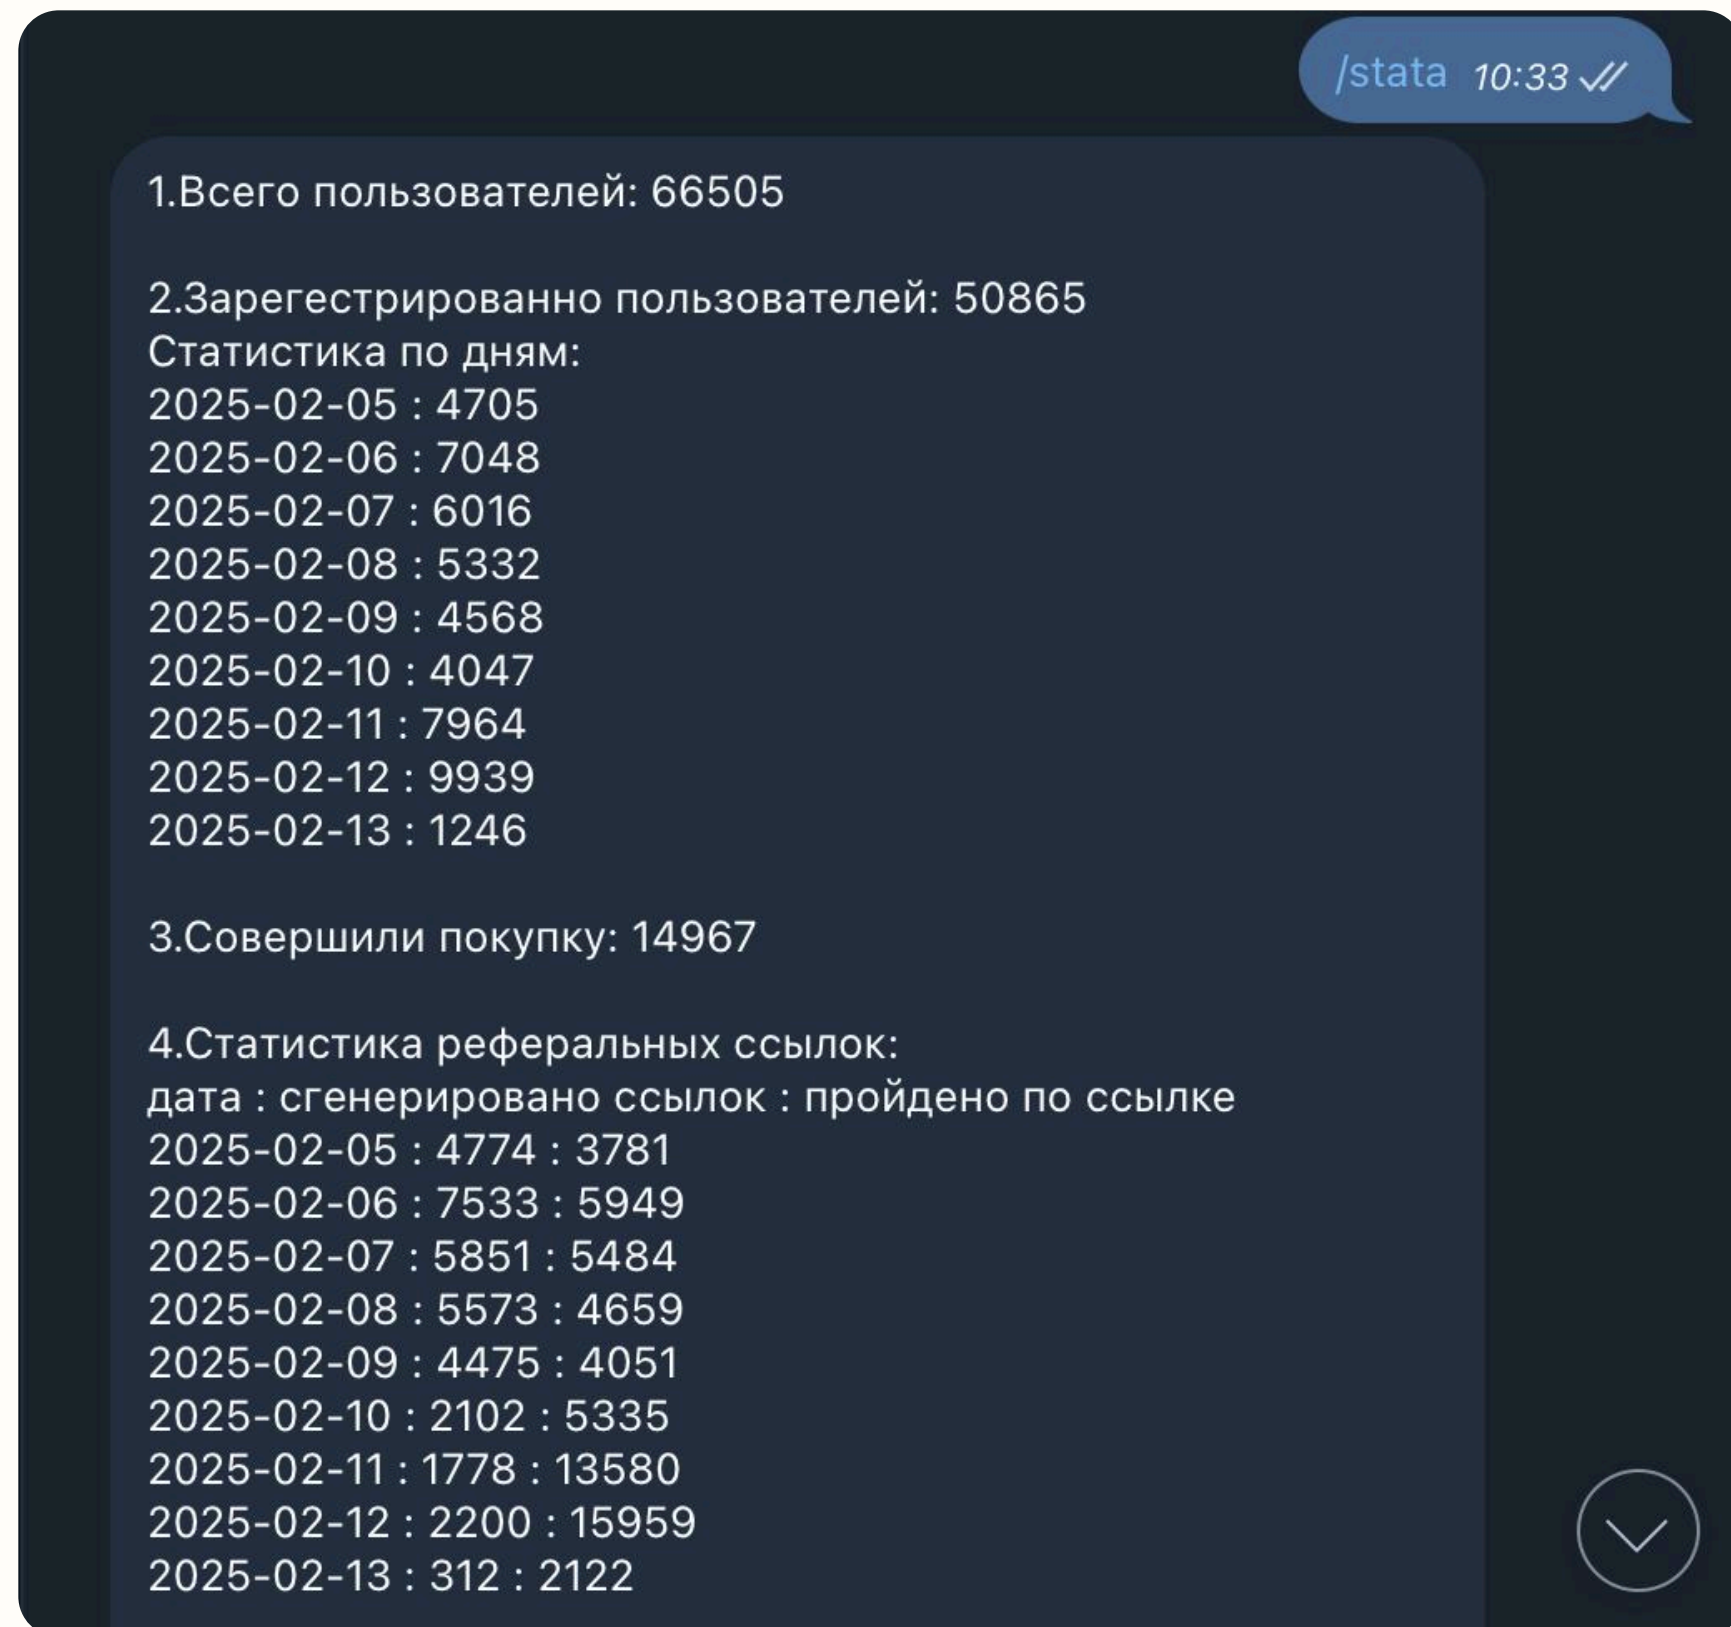 /stata 10:33
1.Всего пользователей: 66505
2.Зарегестрированно пользователей: 50865
Статистика по дням:
2025-02-05 : 4705
2025-02-06 : 7048
2025-02-07 : 6016
2025-02-08 : 5332
2025-02-09 : 4568
2025-02-10 : 4047
2025-02-11 : 7964
2025-02-12 : 9939
2025-02-13 : 1246
3.Совершили покупку: 14967
4.Статистика реферальных ссылок:
дата : сгенерировано ссылок : пройдено по ссылке
2025-02-05 : 4774 : 3781
2025-02-06 : 7533 : 5949
2025-02-07 : 5851 : 5484
2025-02-08 : 5573 : 4659
2025-02-09 : 4475 : 4051
2025-02-10 : 2102 : 5335
2025-02-11 : 1778 : 13580
2025-02-12 : 2200 : 15959
2025-02-13 : 312 : 2122